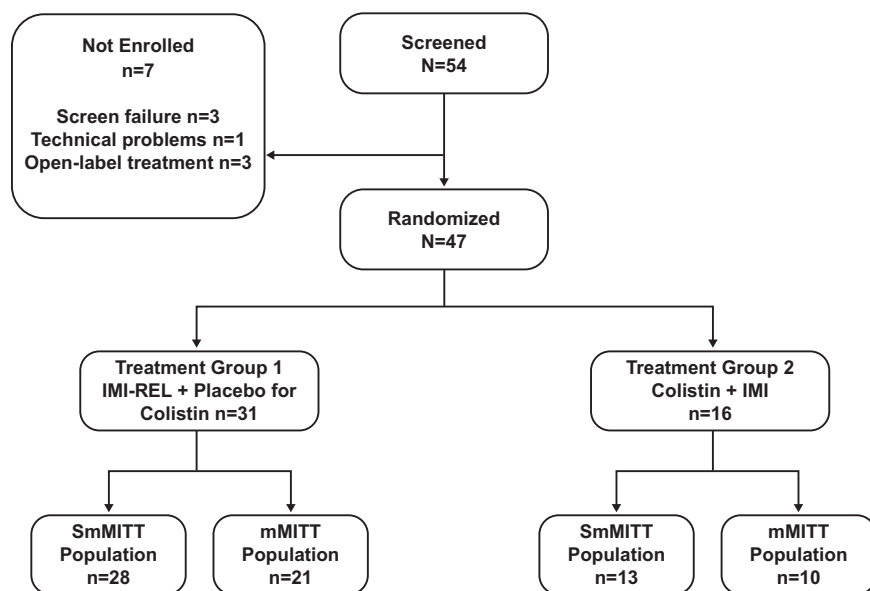 Not Enrolled
n=7
Screen failure n=3
Technical problems n=1
Open-label treatment n=3
Screened
N=54
Randomized
N=47
Treatment Group 1
IMI-REL + Placebo for
Colistin n=31
Treatment Group 2
Colistin + IMI
n=16
SmMITT
Population
n=28
mMITT
Population
n=21
SmMITT
Population
n=13
mMITT
Population
n=10